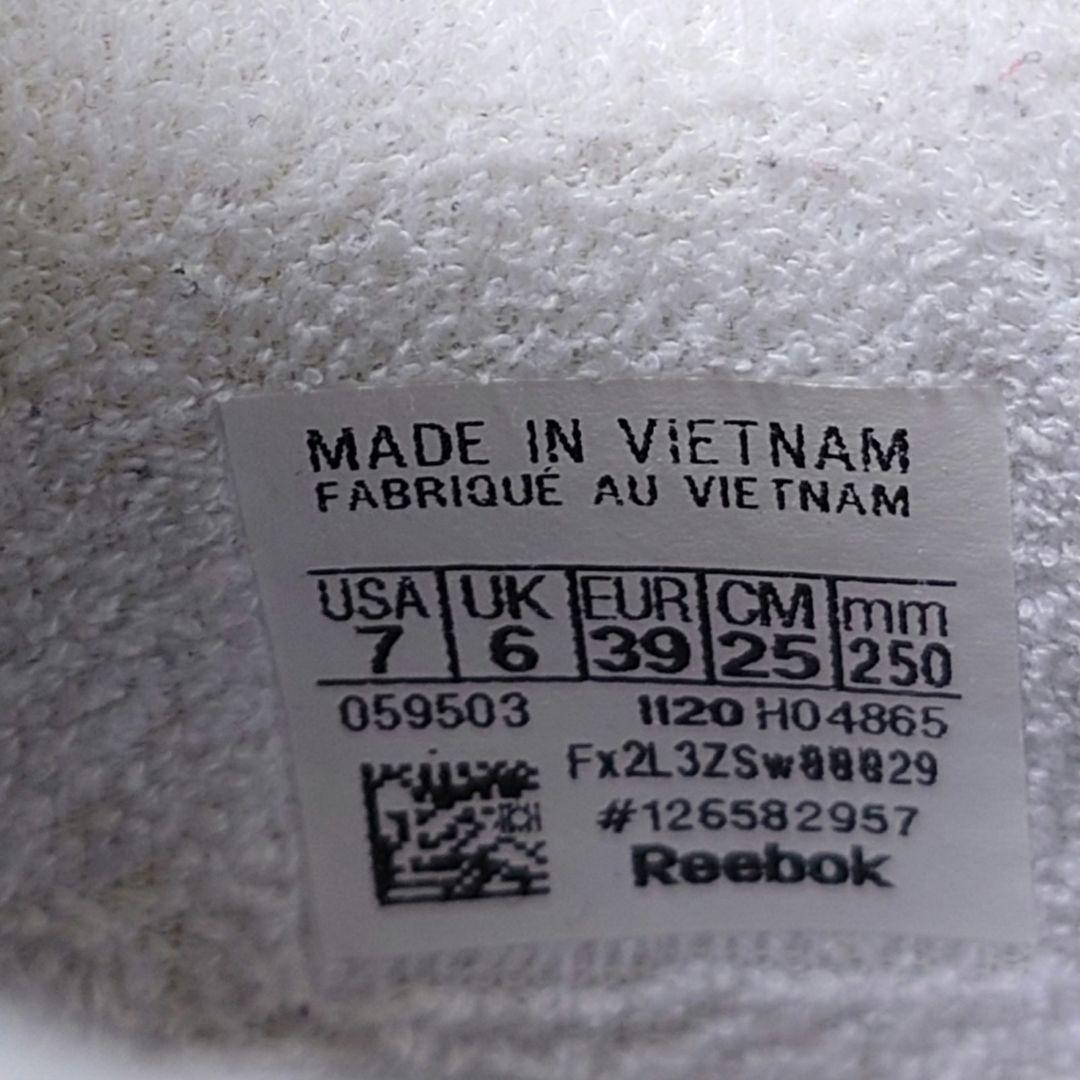 MADE IN VIETNAM
FABRIQUÉ AU VIETNAM
USA UK EUR CM mm
7 6 39 25 250
059503 1120 H04865
#126582957
Reebok